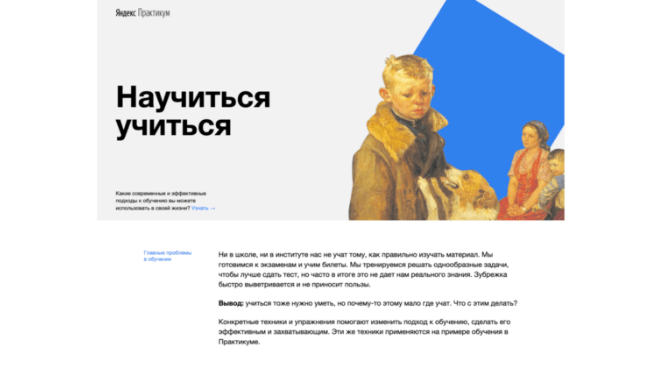 Яндекс Практикум
Научиться
учиться
Какие современные и эффективные
подходы к обучению вы можете
использовать в своей жизни? Узнать →
Главные проблемы
в обучении
Ни в школе, ни в институте нас не учат тому, как правильно изучать материал. Мы
готовимся к экзаменам и учим билеты. Мы тренируемся решать однообразные задачи,
чтобы лучше сдать тест, но часто в итоге это не дает нам реального знания. Зубрежка
быстро выветривается и не приносит пользы.
Вывод: учиться тоже нужно уметь, но почему-то этому мало где учат. Что с этим делать?
Конкретные техники и упражнения помогают изменить подход к обучению, сделать его
эффективным и захватывающим. Эти же техники применяются на примере обучения в
Практикуме.